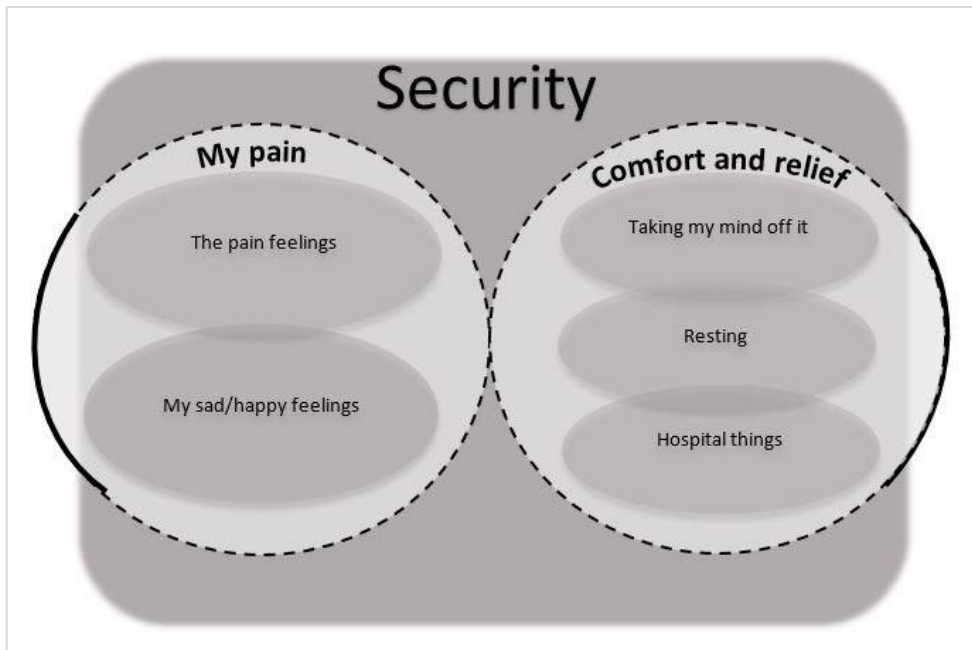 Security
My pain
The pain feelings
My sad/happy feelings
Comfort and relief
Taking my mind off it
Resting
Hospital things